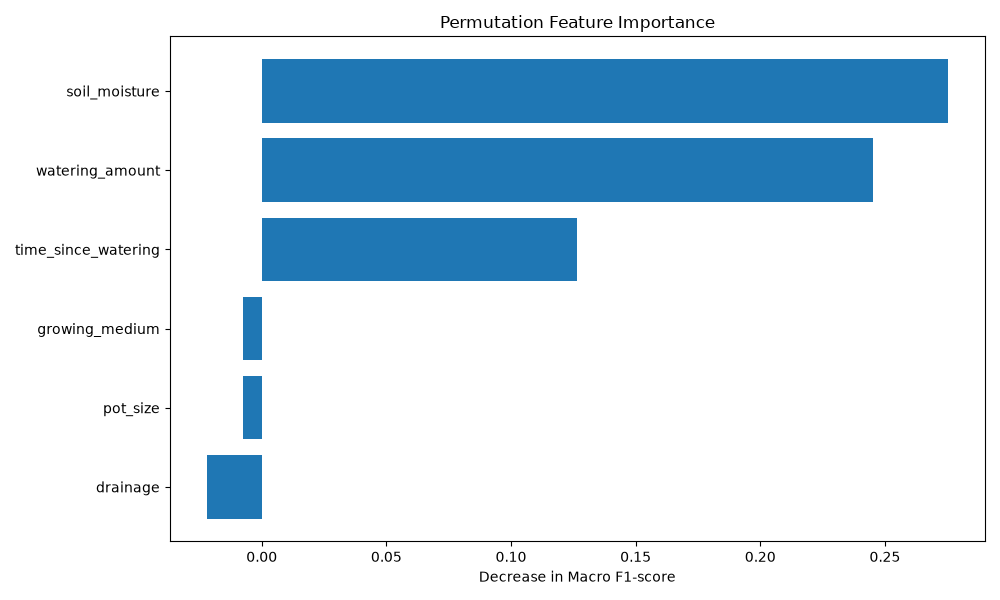 Permutation Feature Importance
soil_moisture
watering_amount
time_since_watering
growing_medium
pot_size
drainage
0.00 0.05 0.10 0.15 0.20 0.25
Decrease in Macro F1-score